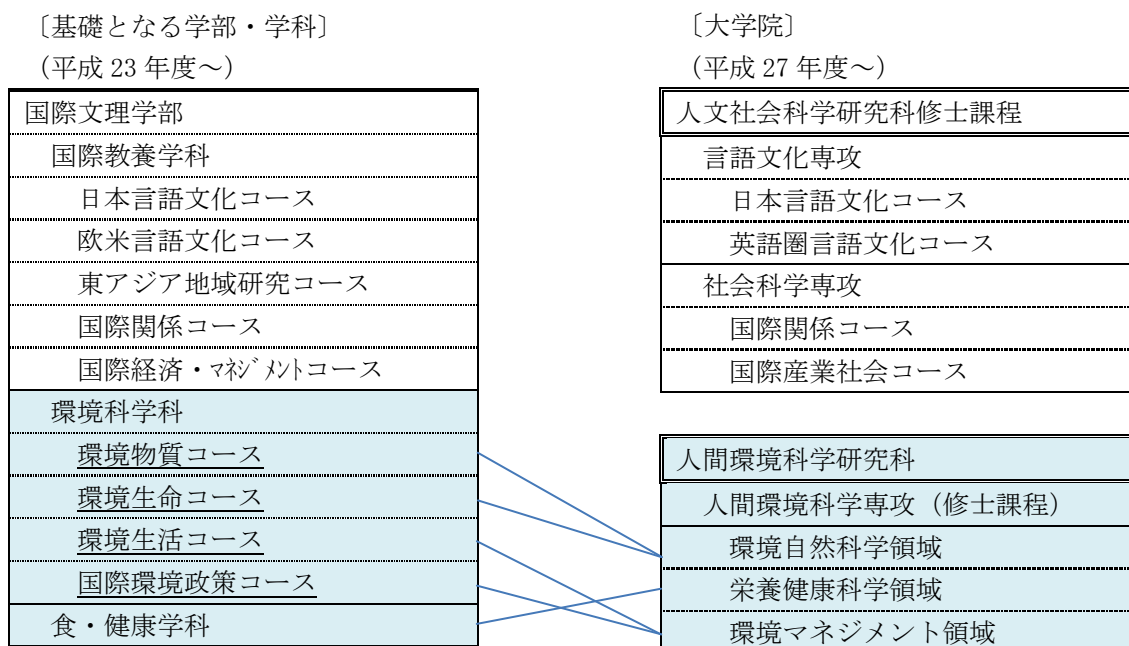 〔基礎となる学部・学科〕
（平成 23 年度～）
国際文理学部
国際教養学科
日本言語文化コース
欧米言語文化コース
東アジア地域研究コース
国際関係コース
国際経済・ﾏﾈｼﾞﾒﾝﾄコース
環境科学科
環境物質コース
環境生命コース
環境生活コース
国際環境政策コース
食・健康学科
〔大学院〕
（平成 27 年度～）
人文社会科学研究科修士課程
言語文化専攻
日本言語文化コース
英語圏言語文化コース
社会科学専攻
国際関係コース
国際産業社会コース
人間環境科学研究科
人間環境科学専攻（修士課程）
環境自然科学領域
栄養健康科学領域
環境マネジメント領域